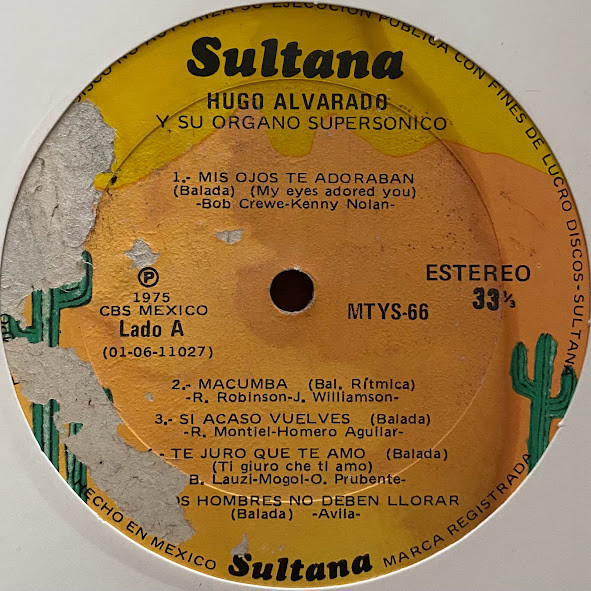 DISCO NO AUTORIZA SU EJECUCION PUBLICA CON FINES DE LUCRO DISCOS-SULTANA
Sultana
HUGO ALVARADO
Y SU ORGANO SUPERSONICO
1.- MIS OJOS TE ADORABAN
(Balada) (My eyes adored you)
-Bob Crewe-Kenny Nolan-
ESTEREO
33⅓
MTYS-66
Ⓟ
1975
CBS MEXICO
Lado A
(01-06-11027)
2.- MACUMBA (Bal. Rítmica)
-R. Robinson-J. Williamson-
3.- SI ACASO VUELVES (Balada)
-R. Montiel-Homero Aguilar-
.- TE JURO QUE TE AMO (Balada)
(Ti giuro che ti amo)
B. Lauzi-Mogol-O. Prubente-
OS HOMBRES NO DEBEN LLORAR
(Balada) -Avila-
HECHO EN MEXICO
Sultana
MARCA REGISTRADA